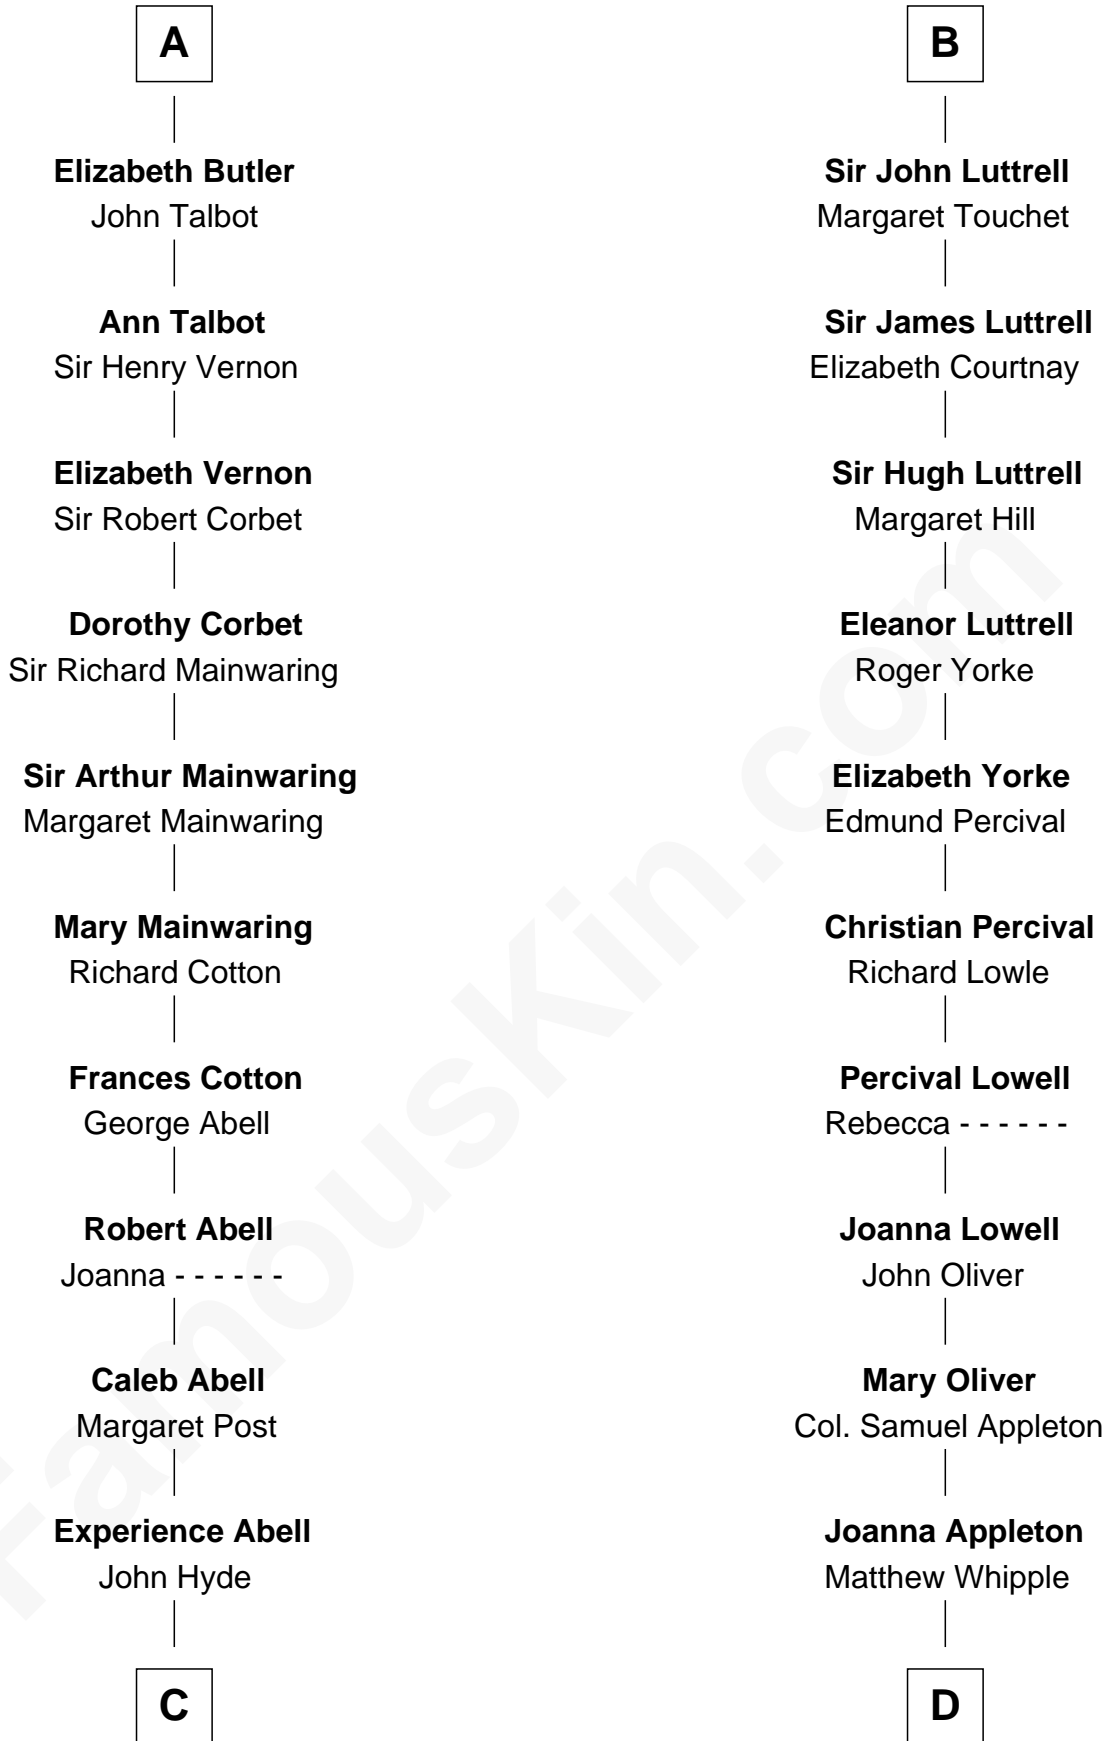 A
Elizabeth Butler
John Talbot
Ann Talbot
Sir Henry Vernon
Elizabeth Vernon
Sir Robert Corbet
Dorothy Corbet
Sir Richard Mainwaring
Sir Arthur Mainwaring
Margaret Mainwaring
Mary Mainwaring
Richard Cotton
Frances Cotton
George Abell
Robert Abell
Joanna - - - - - -
Caleb Abell
Margaret Post
Experience Abell
John Hyde
C
B
Sir John Luttrell
Margaret Touchet
Sir James Luttrell
Elizabeth Courtnay
Sir Hugh Luttrell
Margaret Hill
Eleanor Luttrell
Roger Yorke
Elizabeth Yorke
Edmund Percival
Christian Percival
Richard Lowle
Percival Lowell
Rebecca - - - - - -
Joanna Lowell
John Oliver
Mary Oliver
Col. Samuel Appleton
Joanna Appleton
Matthew Whipple
D
FamousKin.com